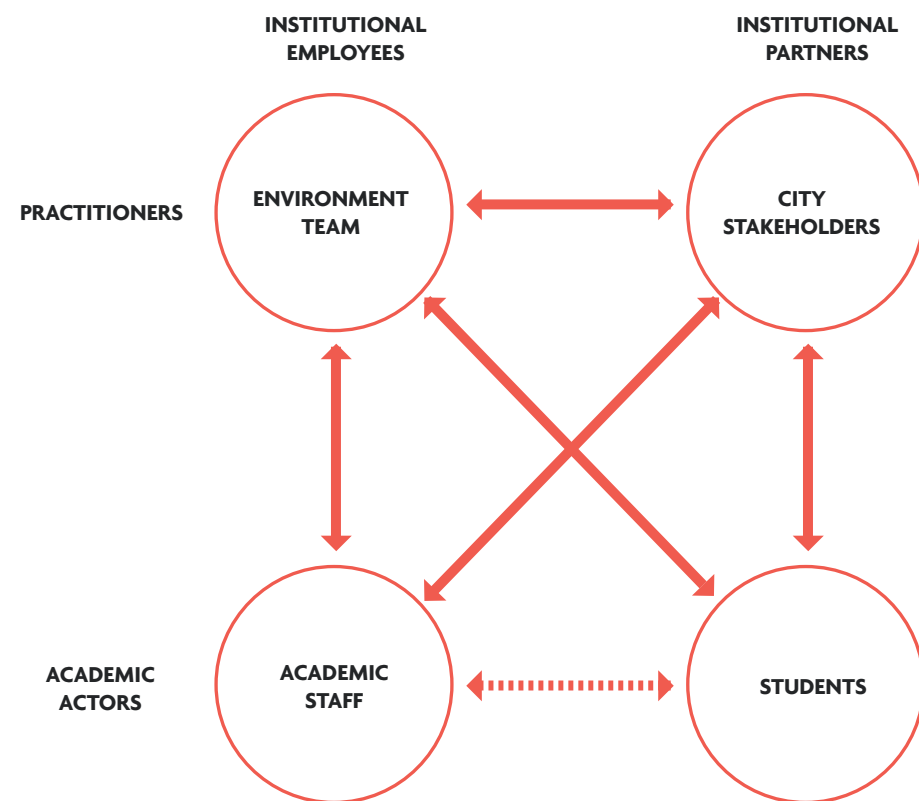 INSTITUTIONAL
EMPLOYEES
INSTITUTIONAL
PARTNERS
PRACTITIONERS
ENVIRONMENT
TEAM
CITY
STAKEHOLDERS
ACADEMIC
ACTORS
ACADEMIC
STAFF
STUDENTS